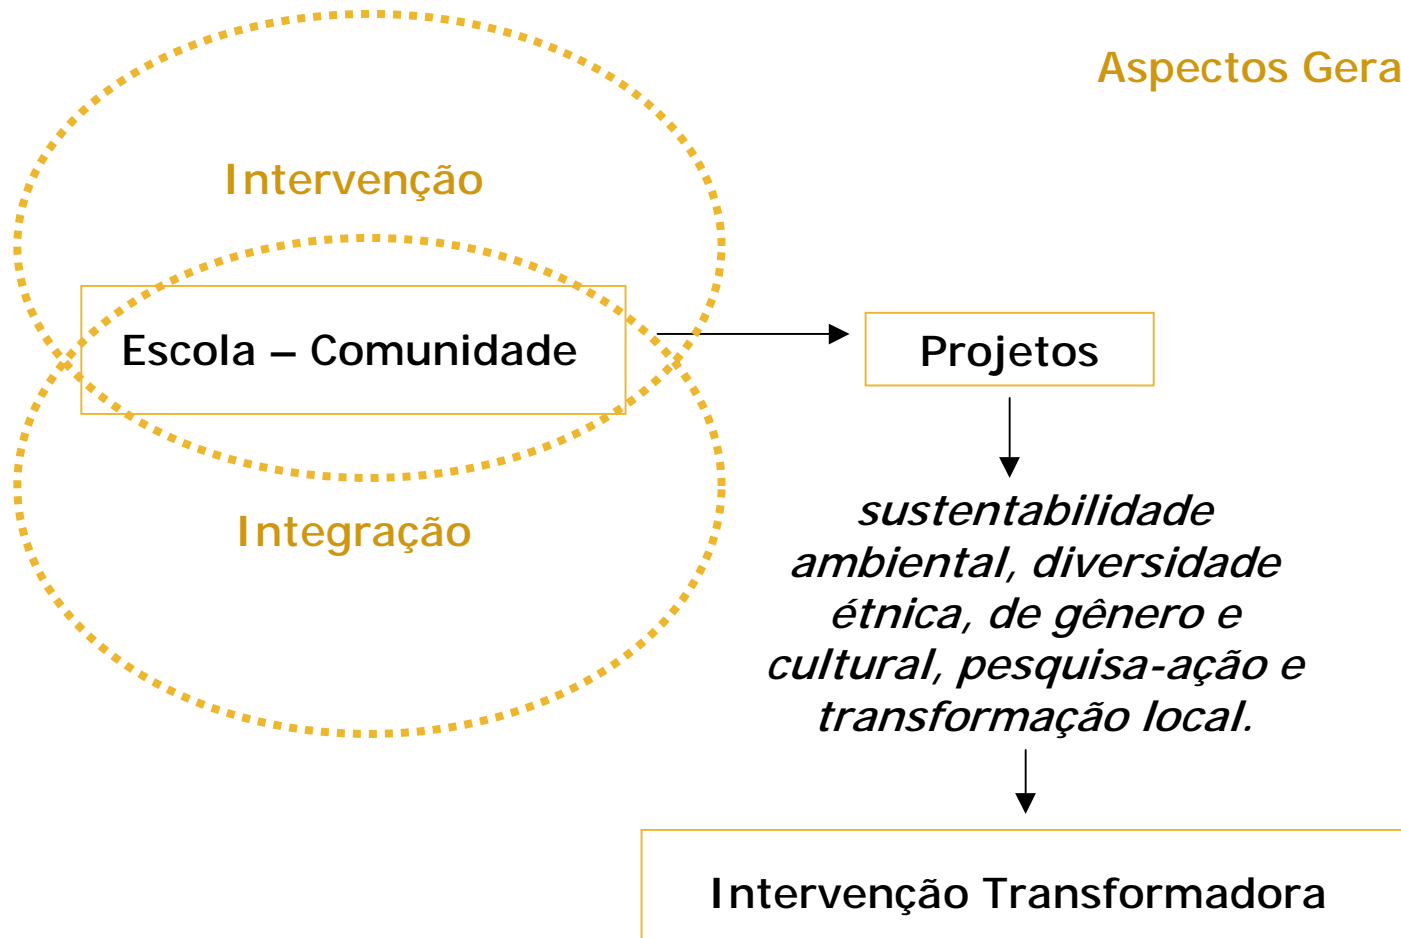 Aspectos Gera
Intervenção
Escola – Comunidade
Projetos
Integração
sustentabilidade
ambiental, diversidade
étnica, de gênero e
cultural, pesquisa-ação e
transformação local.
Intervenção Transformadora